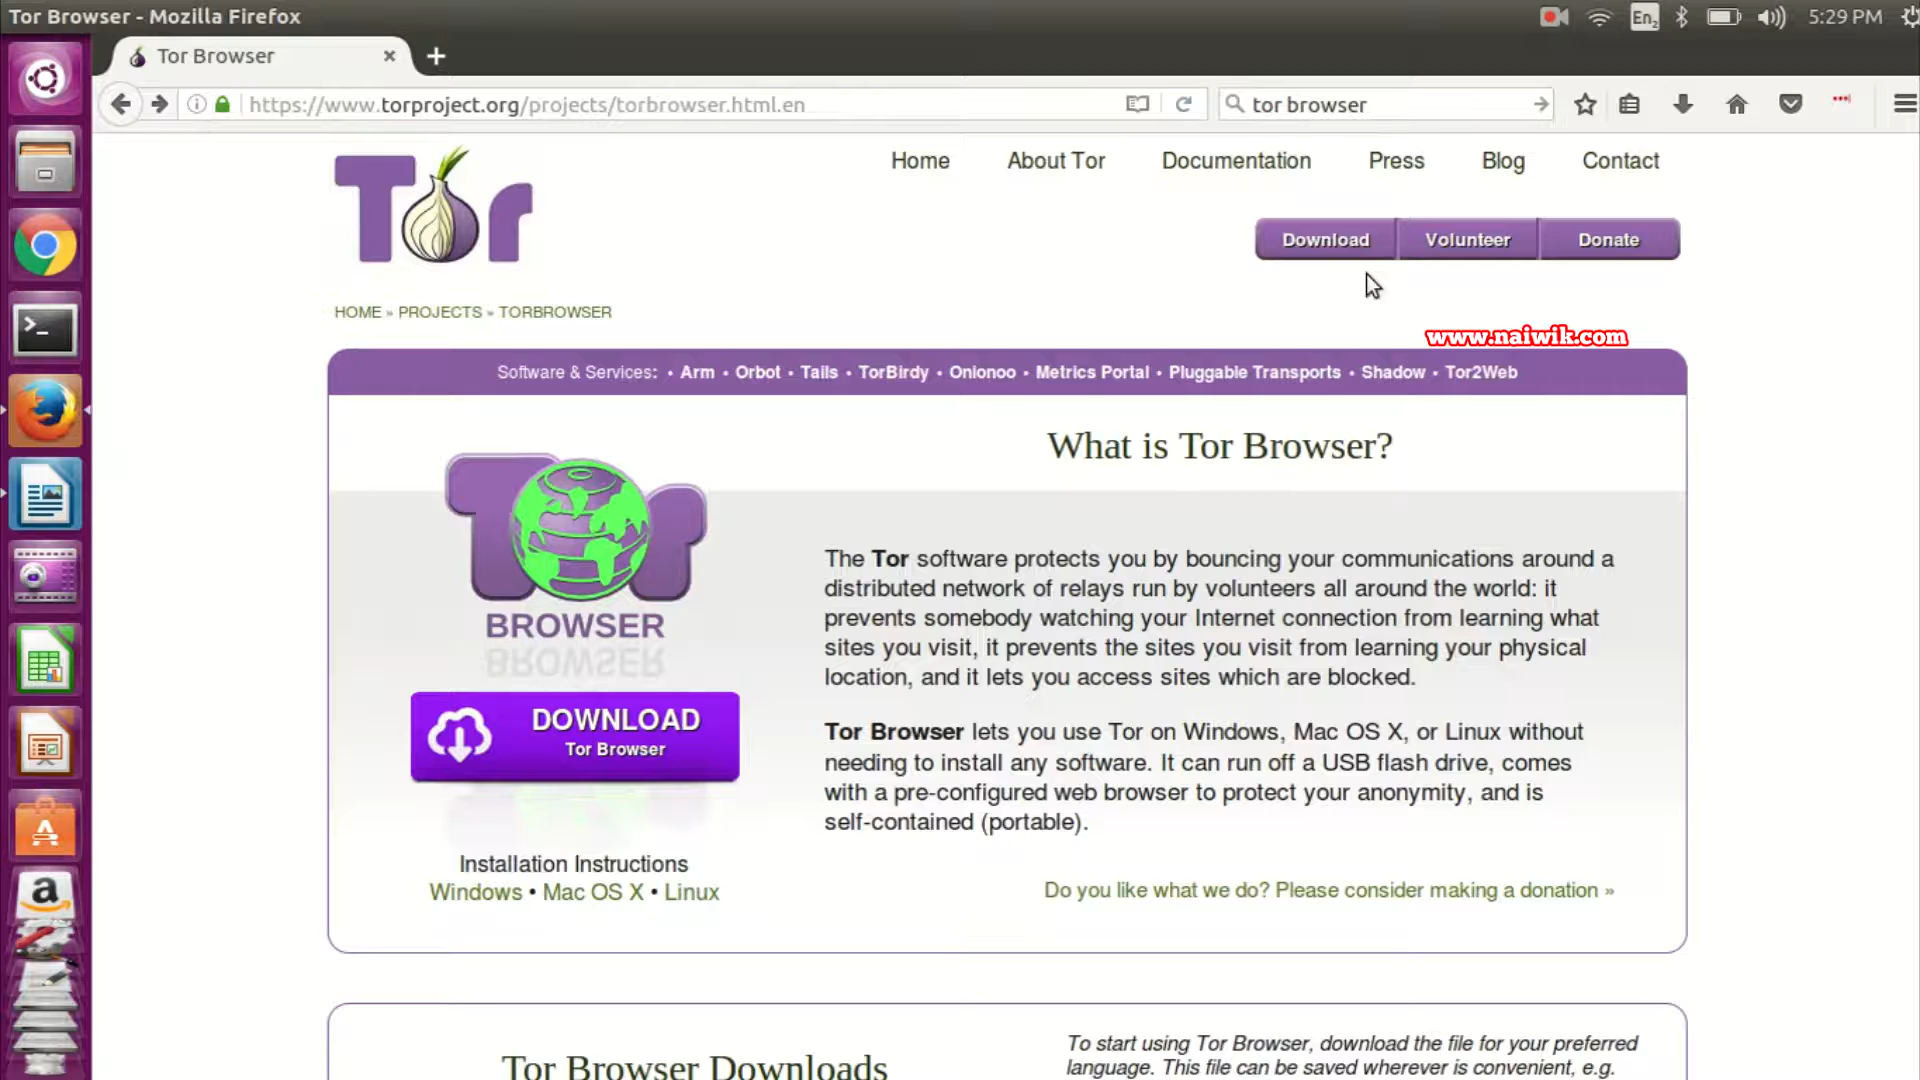 Tor Browser - Mozilla Firefox
En2
5:29 PM
Tor Browser
https://www.torproject.org/projects/torbrowser.html.en
tor browser
Tor
Home About Tor Documentation Press Blog Contact
Download Volunteer Donate
HOME » PROJECTS » TORBROWSER
www.naiwik.com
Software & Services: • Arm • Orbot • Tails • TorBirdy • Onionoo • Metrics Portal • Pluggable Transports • Shadow • Tor2Web
What is Tor Browser?
Tor
BROWSER
The Tor software protects you by bouncing your communications around a
distributed network of relays run by volunteers all around the world: it
prevents somebody watching your Internet connection from learning what
sites you visit, it prevents the sites you visit from learning your physical
location, and it lets you access sites which are blocked.
DOWNLOAD
Tor Browser
Tor Browser lets you use Tor on Windows, Mac OS X, or Linux without
needing to install any software. It can run off a USB flash drive, comes
with a pre-configured web browser to protect your anonymity, and is
self-contained (portable).
Installation Instructions
Windows • Mac OS X • Linux
Do you like what we do? Please consider making a donation »
Tor Browser Downloads
To start using Tor Browser, download the file for your preferred
language. This file can be saved wherever is convenient, e.g.